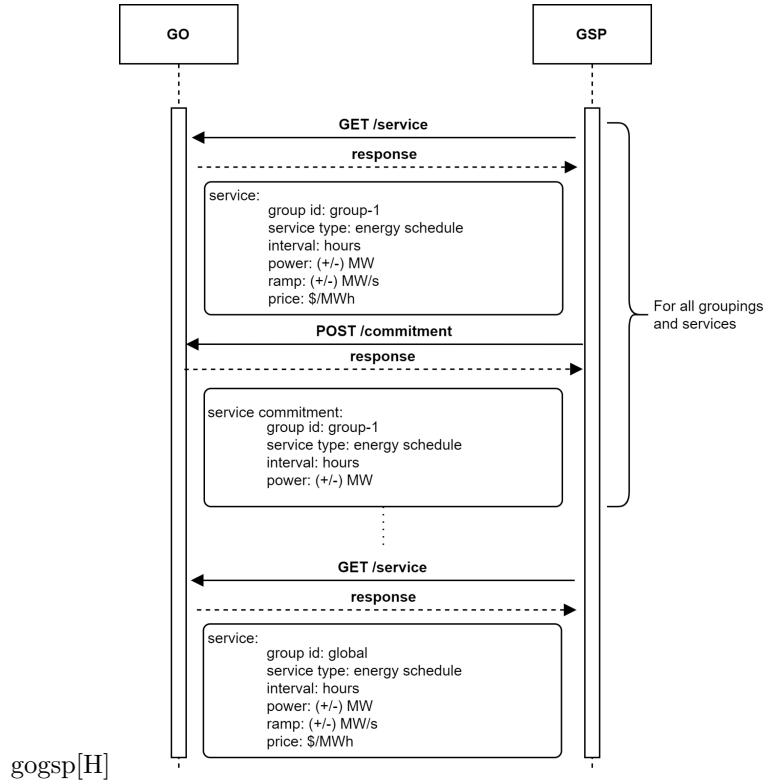 GO
GSP
GET /service
response
service:
group id: group-1
service type: energy schedule
interval: hours
power: (+/-) MW
ramp: (+/-) MW/s
price: $/MWh
For all groupings
and services
POST /commitment
response
service commitment:
group id: group-1
service type: energy schedule
interval: hours
power: (+/-) MW
GET /service
response
service:
group id: global
service type: energy schedule
interval: hours
power: (+/-) MW
ramp: (+/-) MW/s
price: $/MWh
gogsp[H]